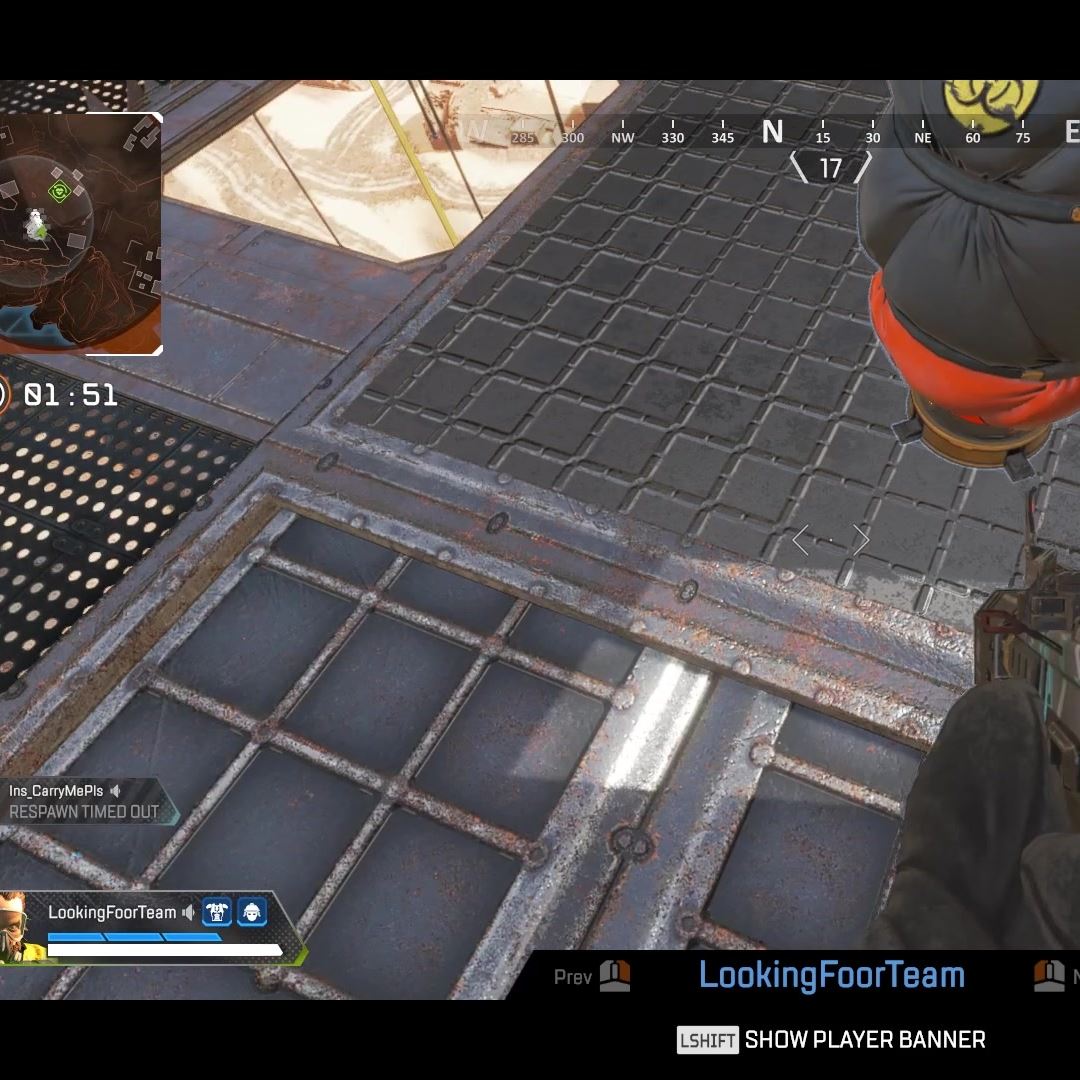 W 285 300 NW 330 345 N 15 30 NE 60 75 E
17
01:51
Ins_CarryMePls
RESPAWN TIMED OUT
LookingFoorTeam
Prev LookingFoorTeam N
LSHIFT SHOW PLAYER BANNER